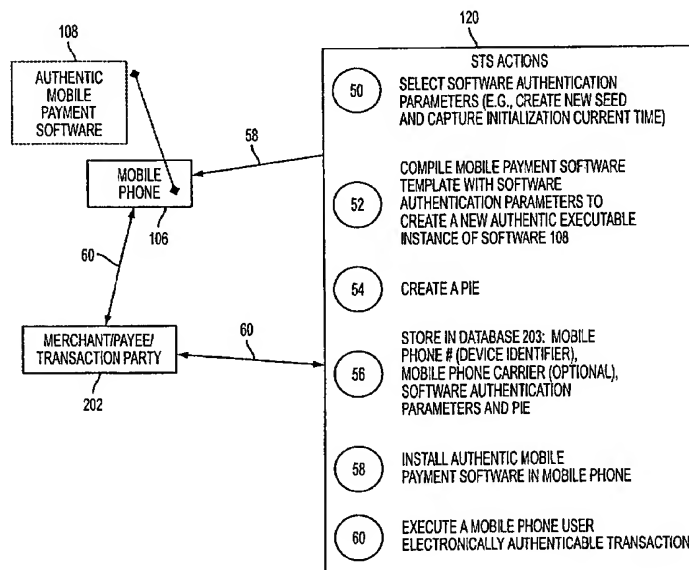 108
AUTHENTIC
MOBILE
PAYMENT
SOFTWARE
58
MOBILE
PHONE
106
60
MERCHANT/PAYEE/
TRANSACTION PARTY
202
60
120
STS ACTIONS
50
SELECT SOFTWARE AUTHENTICATION
PARAMETERS (E.G., CREATE NEW SEED
AND CAPTURE INITIALIZATION CURRENT TIME)
52
COMPILE MOBILE PAYMENT SOFTWARE
TEMPLATE WITH SOFTWARE
AUTHENTICATION PARAMETERS TO
CREATE A NEW AUTHENTIC EXECUTABLE
INSTANCE OF SOFTWARE 108
54
CREATE A PIE
56
STORE IN DATABASE 203: MOBILE
PHONE # (DEVICE IDENTIFIER),
MOBILE PHONE CARRIER (OPTIONAL),
SOFTWARE AUTHENTICATION
PARAMETERS AND PIE
58
INSTALL AUTHENTIC MOBILE
PAYMENT SOFTWARE IN MOBILE PHONE
60
EXECUTE A MOBILE PHONE USER
ELECTRONICALLY AUTHENTICABLE TRANSACTION